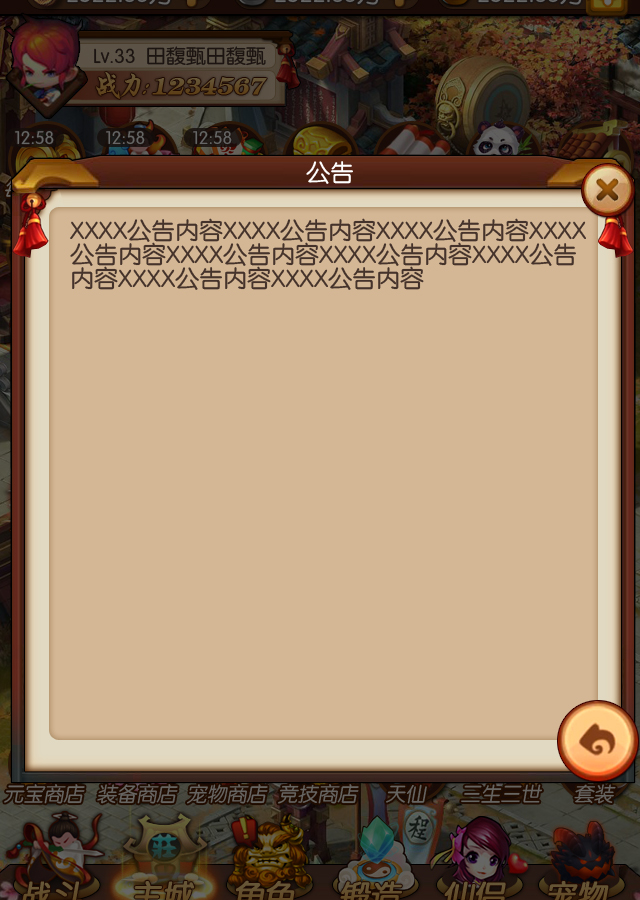 Lv.33 田馥甄田馥甄
战力:1234567
12:58 12:58 12:58
公告
XXXX公告内容XXXX公告内容XXXX公告内容XXXX
公告内容XXXX公告内容XXXX公告内容XXXX公告
内容XXXX公告内容XXXX公告内容
元宝商店 装备商店 宠物商店 竞技商店 天仙 三生三世 套装
程
战斗 主城 角色 锻造 仙侣 宠物